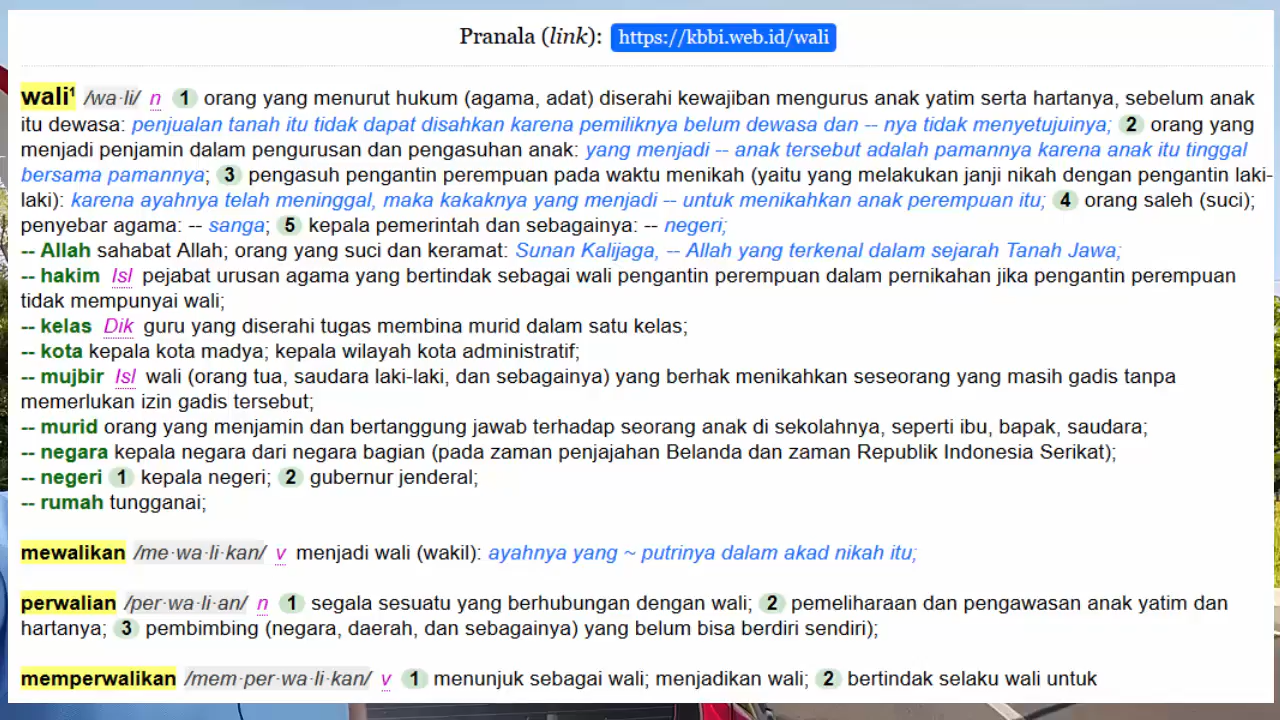 Pranala (link): https://kbbi.web.id/wali
wali¹ /wa·li/ n 1 orang yang menurut hukum (agama, adat) diserahi kewajiban mengurus anak yatim serta hartanya, sebelum anak
itu dewasa: penjualan tanah itu tidak dapat disahkan karena pemiliknya belum dewasa dan -- nya tidak menyetujuinya; 2 orang yang
menjadi penjamin dalam pengurusan dan pengasuhan anak: yang menjadi -- anak tersebut adalah pamannya karena anak itu tinggal
bersama pamannya; 3 pengasuh pengantin perempuan pada waktu menikah (yaitu yang melakukan janji nikah dengan pengantin laki-
laki): karena ayahnya telah meninggal, maka kakaknya yang menjadi -- untuk menikahkan anak perempuan itu; 4 orang saleh (suci);
penyebar agama: -- sanga; 5 kepala pemerintah dan sebagainya: -- negeri;
-- Allah sahabat Allah; orang yang suci dan keramat: Sunan Kalijaga, -- Allah yang terkenal dalam sejarah Tanah Jawa;
-- hakim Isl pejabat urusan agama yang bertindak sebagai wali pengantin perempuan dalam pernikahan jika pengantin perempuan
tidak mempunyai wali;
-- kelas Dik guru yang diserahi tugas membina murid dalam satu kelas;
-- kota kepala kota madya; kepala wilayah kota administratif;
-- mujbir Isl wali (orang tua, saudara laki-laki, dan sebagainya) yang berhak menikahkan seseorang yang masih gadis tanpa
memerlukan izin gadis tersebut;
-- murid orang yang menjamin dan bertanggung jawab terhadap seorang anak di sekolahnya, seperti ibu, bapak, saudara;
-- negara kepala negara dari negara bagian (pada zaman penjajahan Belanda dan zaman Republik Indonesia Serikat);
-- negeri 1 kepala negeri; 2 gubernur jenderal;
-- rumah tungganai;
mewalikan /me·wa·li·kan/ v menjadi wali (wakil): ayahnya yang ~ putrinya dalam akad nikah itu;
perwalian /per·wa·li·an/ n 1 segala sesuatu yang berhubungan dengan wali; 2 pemeliharaan dan pengawasan anak yatim dan
hartanya; 3 pembimbing (negara, daerah, dan sebagainya) yang belum bisa berdiri sendiri);
memperwalikan /mem·per·wa·li·kan/ v 1 menunjuk sebagai wali; menjadikan wali; 2 bertindak selaku wali untuk